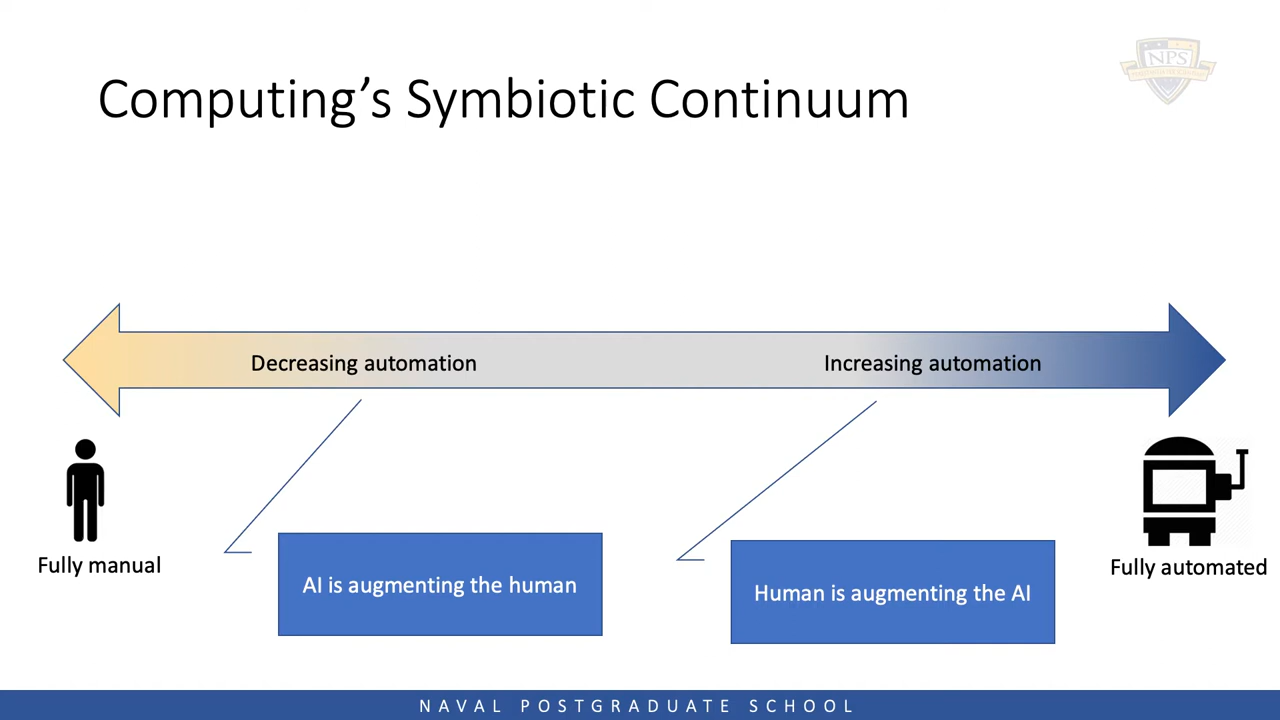 Computing's Symbiotic Continuum
NPS
Decreasing automation
Increasing automation
Fully manual
AI is augmenting the human
Human is augmenting the AI
Fully automated
NAVAL POSTGRADUATE SCHOOL